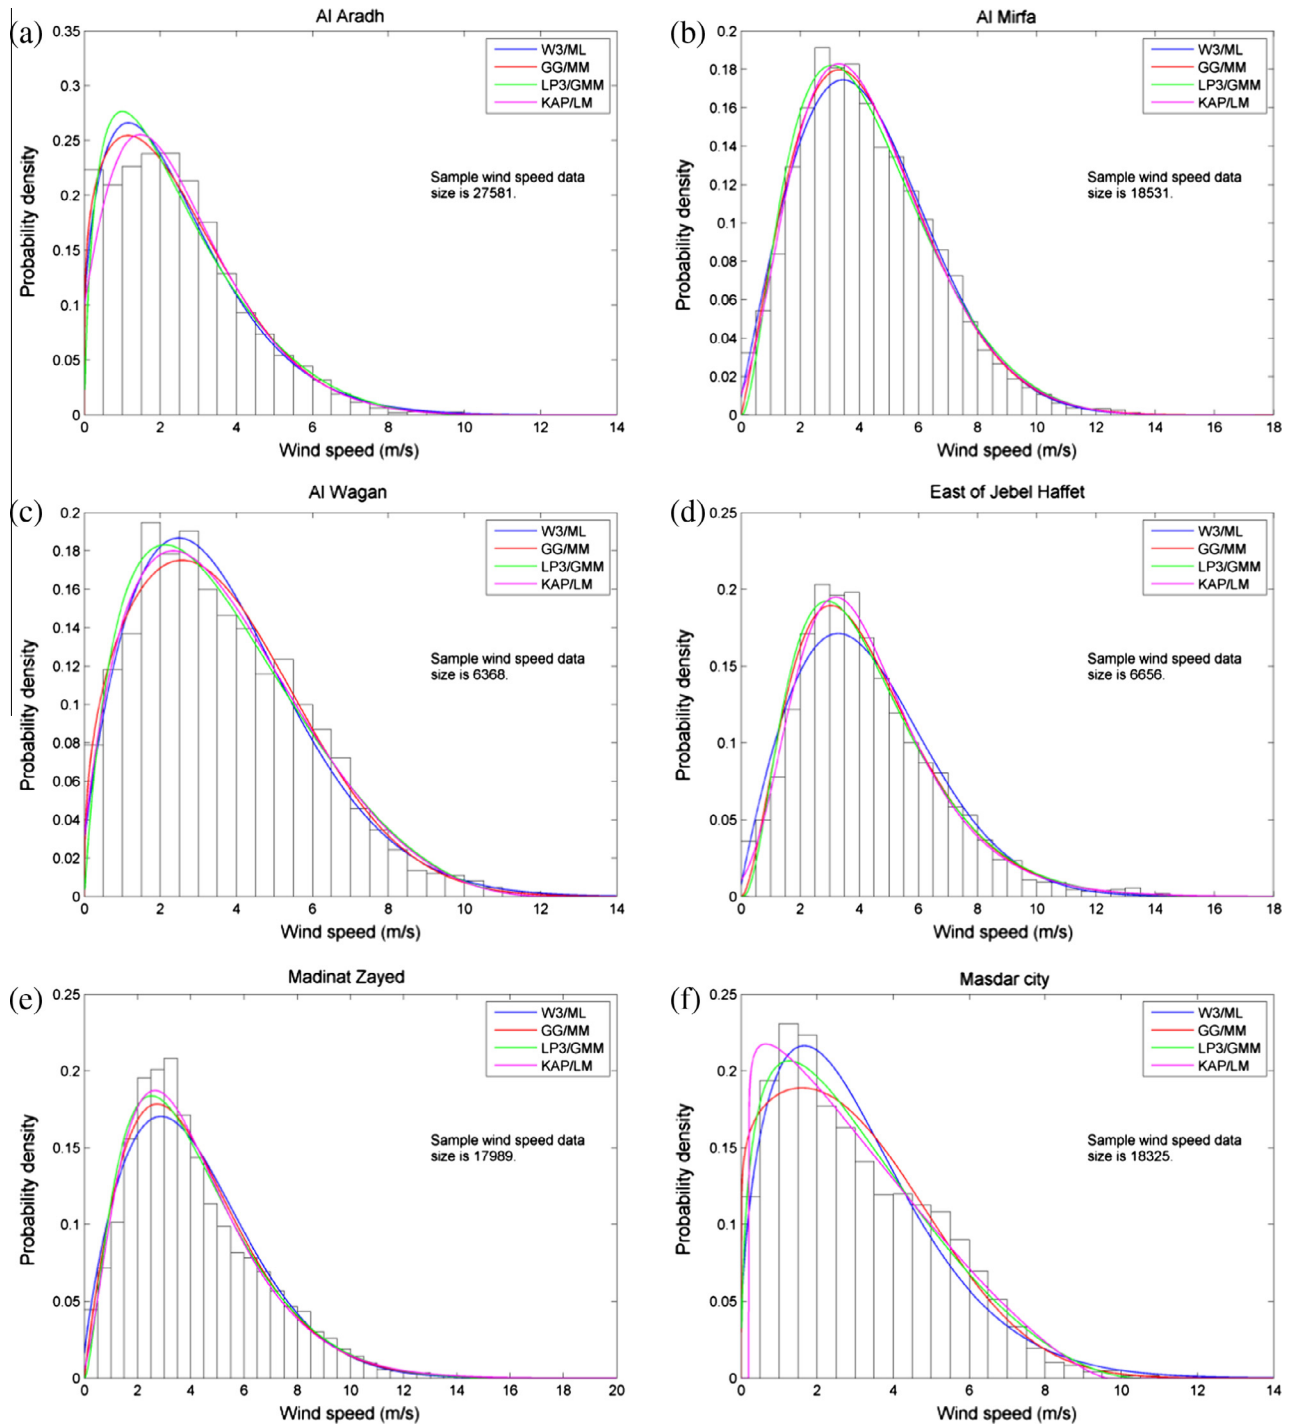 (a)
Al Aradh
0.35
0.3
0.25
0.2
0.15
0.1
0.05
0
Probability density
W3/ML
GG/MM
LP3/GMM
KAP/LM
Sample wind speed data
size is 27581.
0 2 4 6 8 10 12 14
Wind speed (m/s)
(b)
Al Mirfa
0.2
0.18
0.16
0.14
0.12
0.1
0.08
0.06
0.04
0.02
0
Probability density
W3/ML
GG/MM
LP3/GMM
KAP/LM
Sample wind speed data
size is 18531.
0 2 4 6 8 10 12 14 16 18
Wind speed (m/s)
(c)
Al Wagan
0.2
0.18
0.16
0.14
0.12
0.1
0.08
0.06
0.04
0.02
0
Probability density
W3/ML
GG/MM
LP3/GMM
KAP/LM
Sample wind speed data
size is 6368.
0 2 4 6 8 10 12 14
Wind speed (m/s)
(d)
East of Jebel Haffet
0.25
0.2
0.15
0.1
0.05
0
Probability density
W3/ML
GG/MM
LP3/GMM
KAP/LM
Sample wind speed data
size is 6656.
0 2 4 6 8 10 12 14 16 18
Wind speed (m/s)
(e)
Madinat Zayed
0.25
0.2
0.15
0.1
0.05
0
Probability density
W3/ML
GG/MM
LP3/GMM
KAP/LM
Sample wind speed data
size is 17989.
0 2 4 6 8 10 12 14 16 18 20
Wind speed (m/s)
(f)
Masdar city
0.25
0.2
0.15
0.1
0.05
0
Probability density
W3/ML
GG/MM
LP3/GMM
KAP/LM
Sample wind speed data
size is 18325.
0 2 4 6 8 10 12 14
Wind speed (m/s)